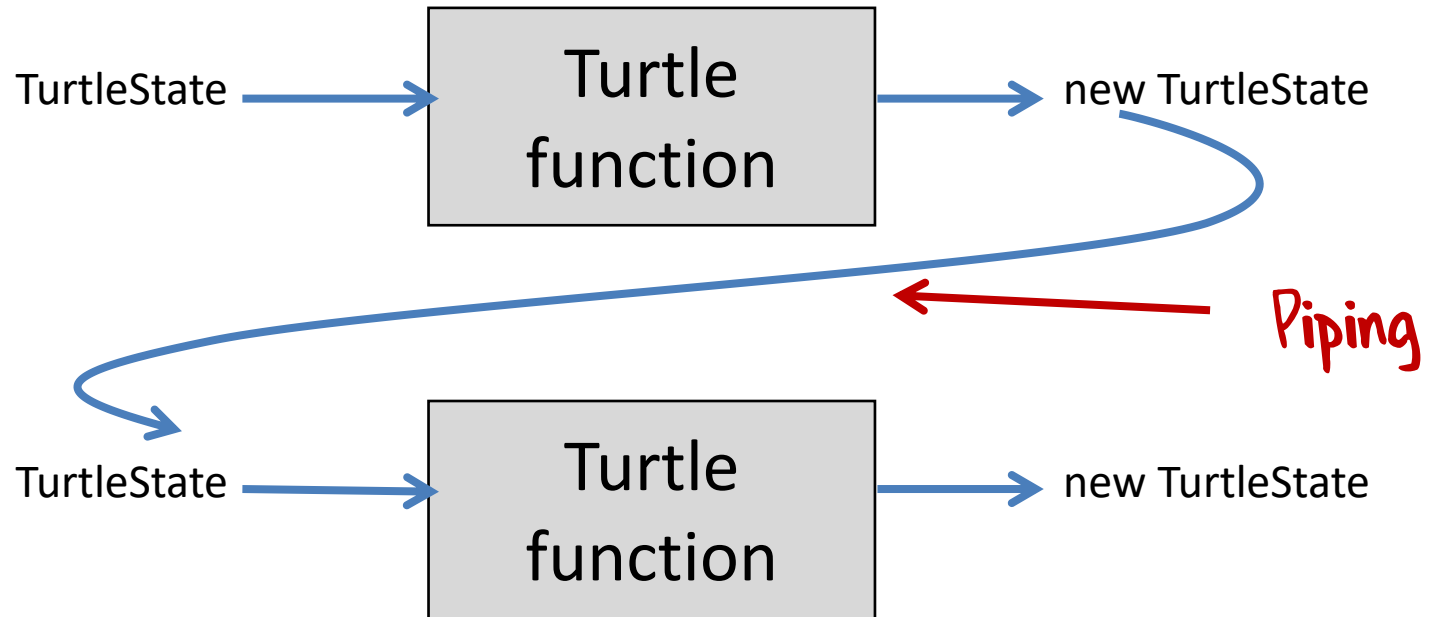 TurtleState
Turtle
function
new TurtleState
Piping
TurtleState
Turtle
function
new TurtleState